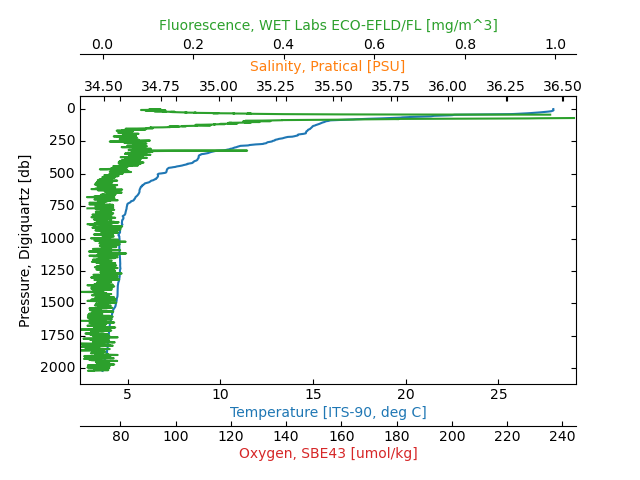 Fluorescence, WET Labs ECO-EFLD/FL [mg/m^3]
0.0 0.2 0.4 0.6 0.8 1.0
Salinity, Pratical [PSU]
34.50 34.75 35.00 35.25 35.50 35.75 36.00 36.25 36.50
0
250
500
750
1000
1250
1500
1750
2000
Pressure, Digiquartz [db]
5 10 15 20 25
Temperature [ITS-90, deg C]
80 100 120 140 160 180 200 220 240
Oxygen, SBE43 [umol/kg]